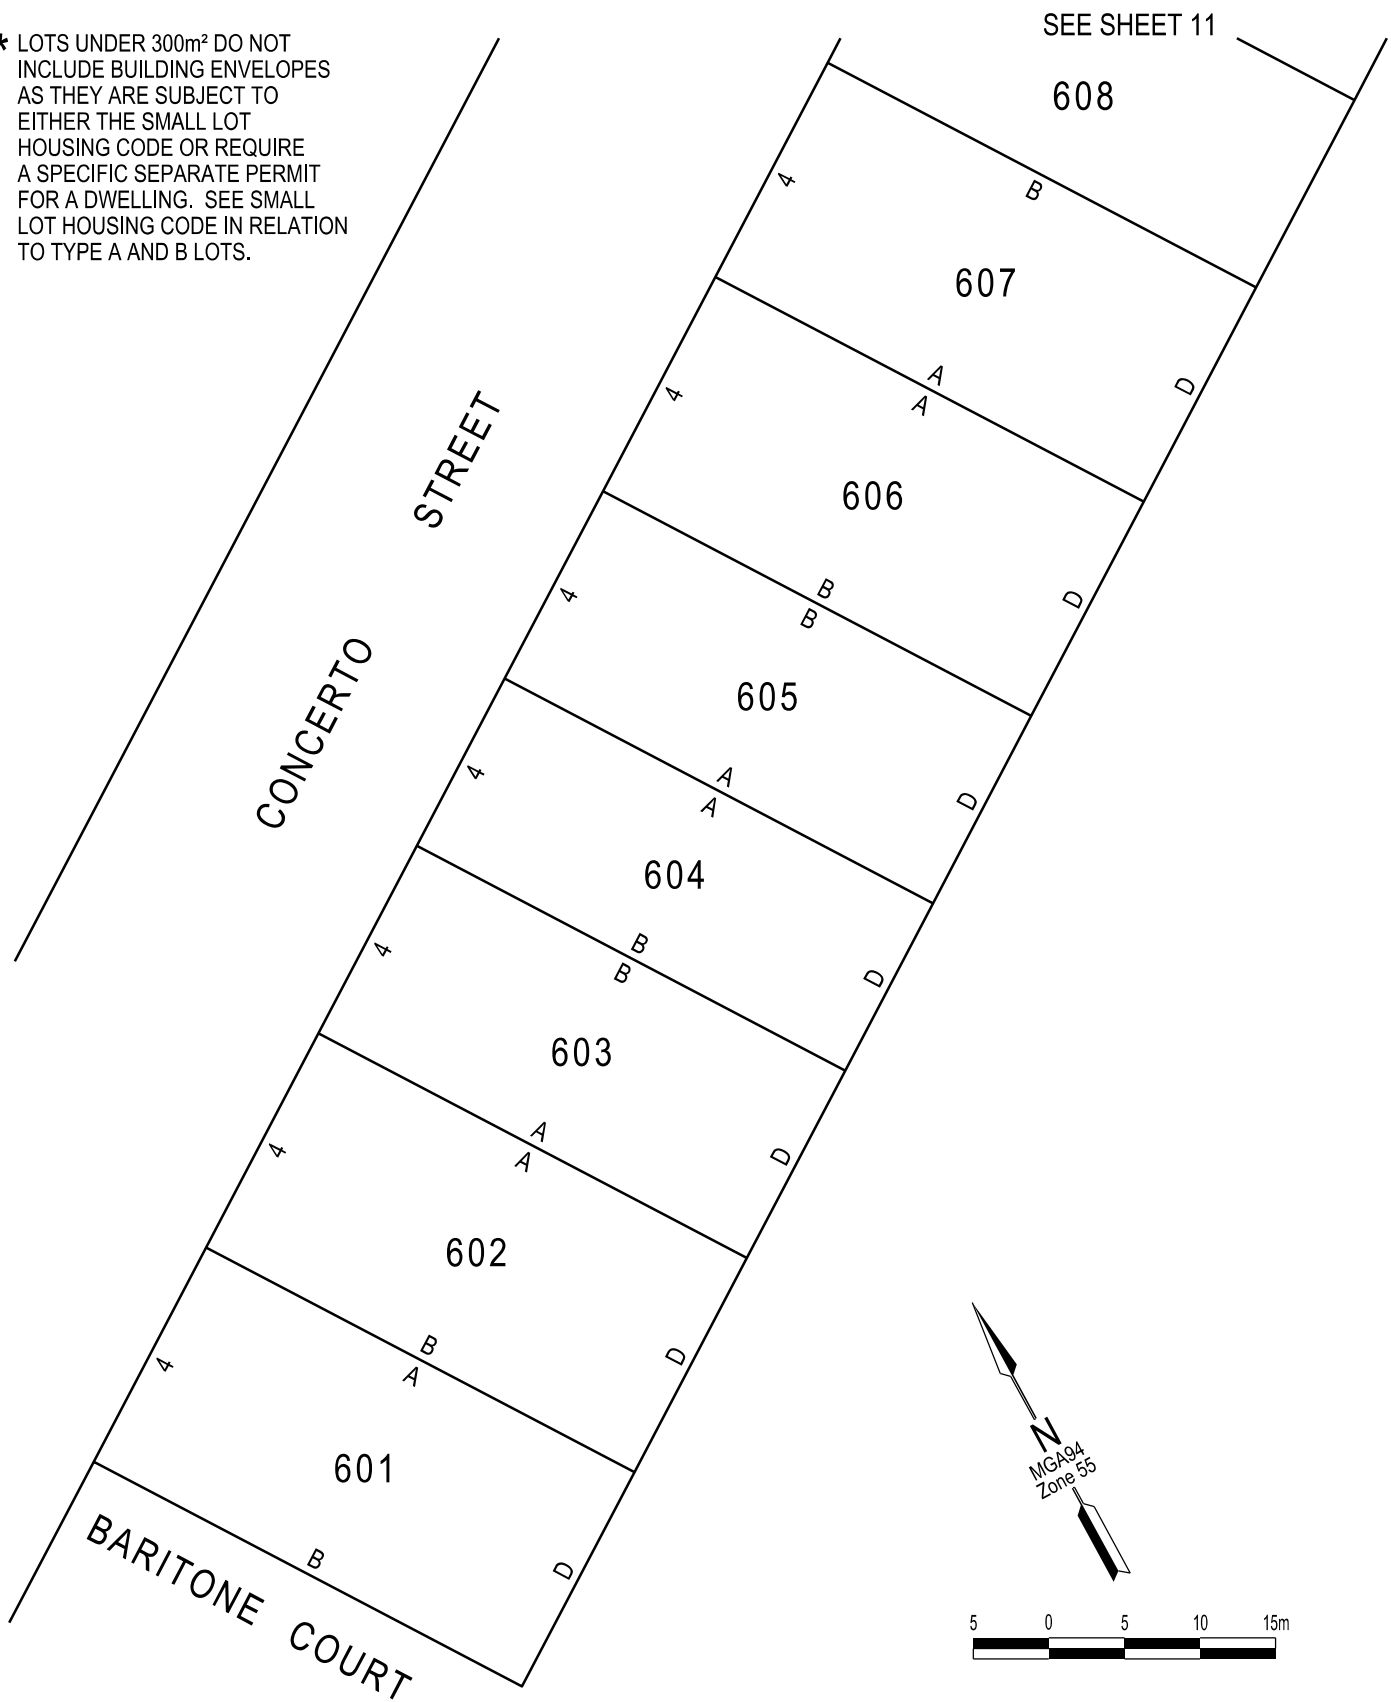 SEE SHEET 11
* LOTS UNDER 300m² DO NOT
INCLUDE BUILDING ENVELOPES
AS THEY ARE SUBJECT TO
EITHER THE SMALL LOT
HOUSING CODE OR REQUIRE
A SPECIFIC SEPARATE PERMIT
FOR A DWELLING. SEE SMALL
LOT HOUSING CODE IN RELATION
TO TYPE A AND B LOTS.
608
4
B
607
A
D
4
A
606
B
D
4
B
605
A
D
4
A
604
B
D
4
B
603
A
D
4
A
602
B
D
4
A
601
B
D
CONCERTO STREET
BARITONE COURT
N
MGA94
Zone 55
5 0 5 10 15m